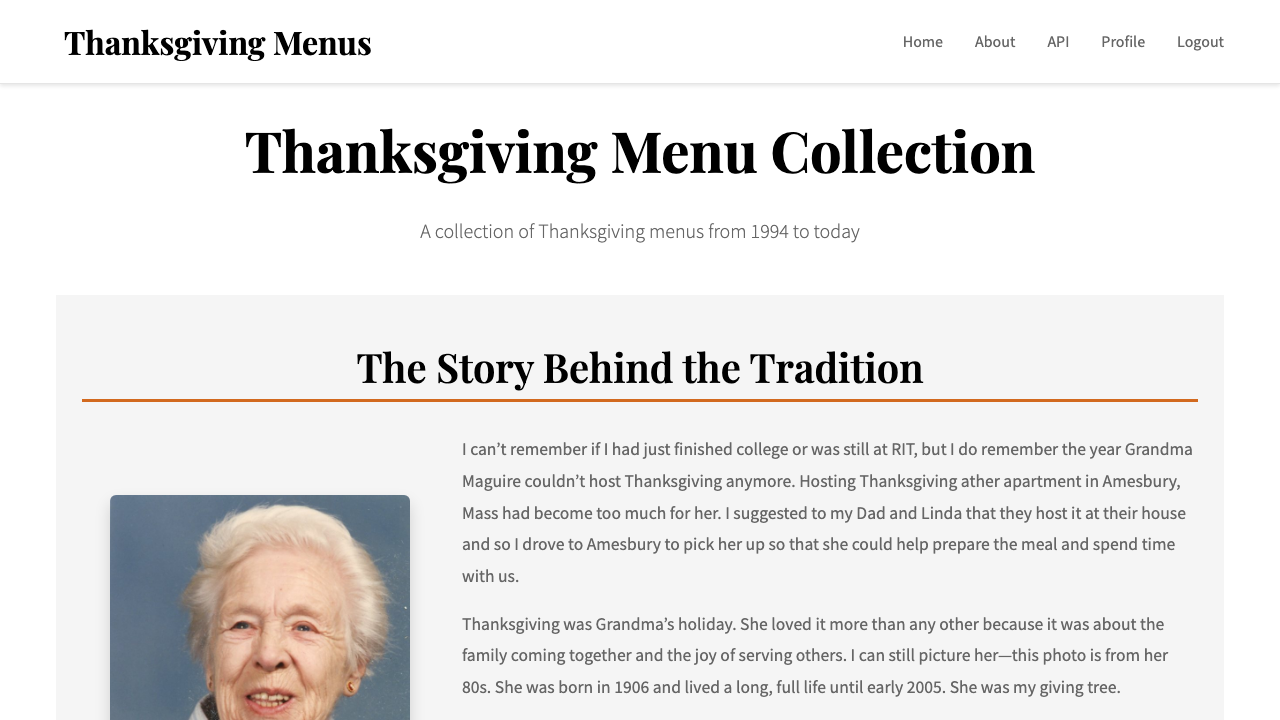 Thanksgiving Menus
Home About API Profile Logout
Thanksgiving Menu Collection
A collection of Thanksgiving menus from 1994 to today
The Story Behind the Tradition
I can’t remember if I had just finished college or was still at RIT, but I do remember the year Grandma
Maguire couldn’t host Thanksgiving anymore. Hosting Thanksgiving ather apartment in Amesbury,
Mass had become too much for her. I suggested to my Dad and Linda that they host it at their house
and so I drove to Amesbury to pick her up so that she could help prepare the meal and spend time
with us.
Thanksgiving was Grandma’s holiday. She loved it more than any other because it was about the
family coming together and the joy of serving others. I can still picture her—this photo is from her
80s. She was born in 1906 and lived a long, full life until early 2005. She was my giving tree.